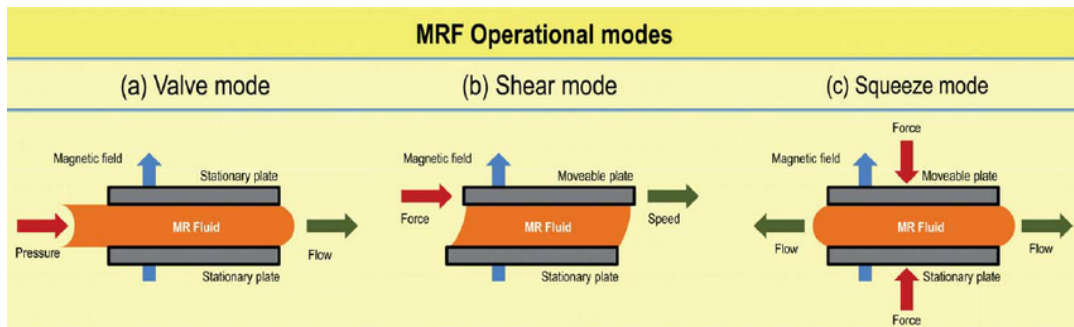 MRF Operational modes
(a) Valve mode
(b) Shear mode
(c) Squeeze mode
Magnetic field
Stationary plate
Pressure
MR Fluid
Flow
Stationary plate
Magnetic field
Moveable plate
Force
MR Fluid
Speed
Stationary plate
Force
Magnetic field
Moveable plate
Flow
MR Fluid
Flow
Stationary plate
Force